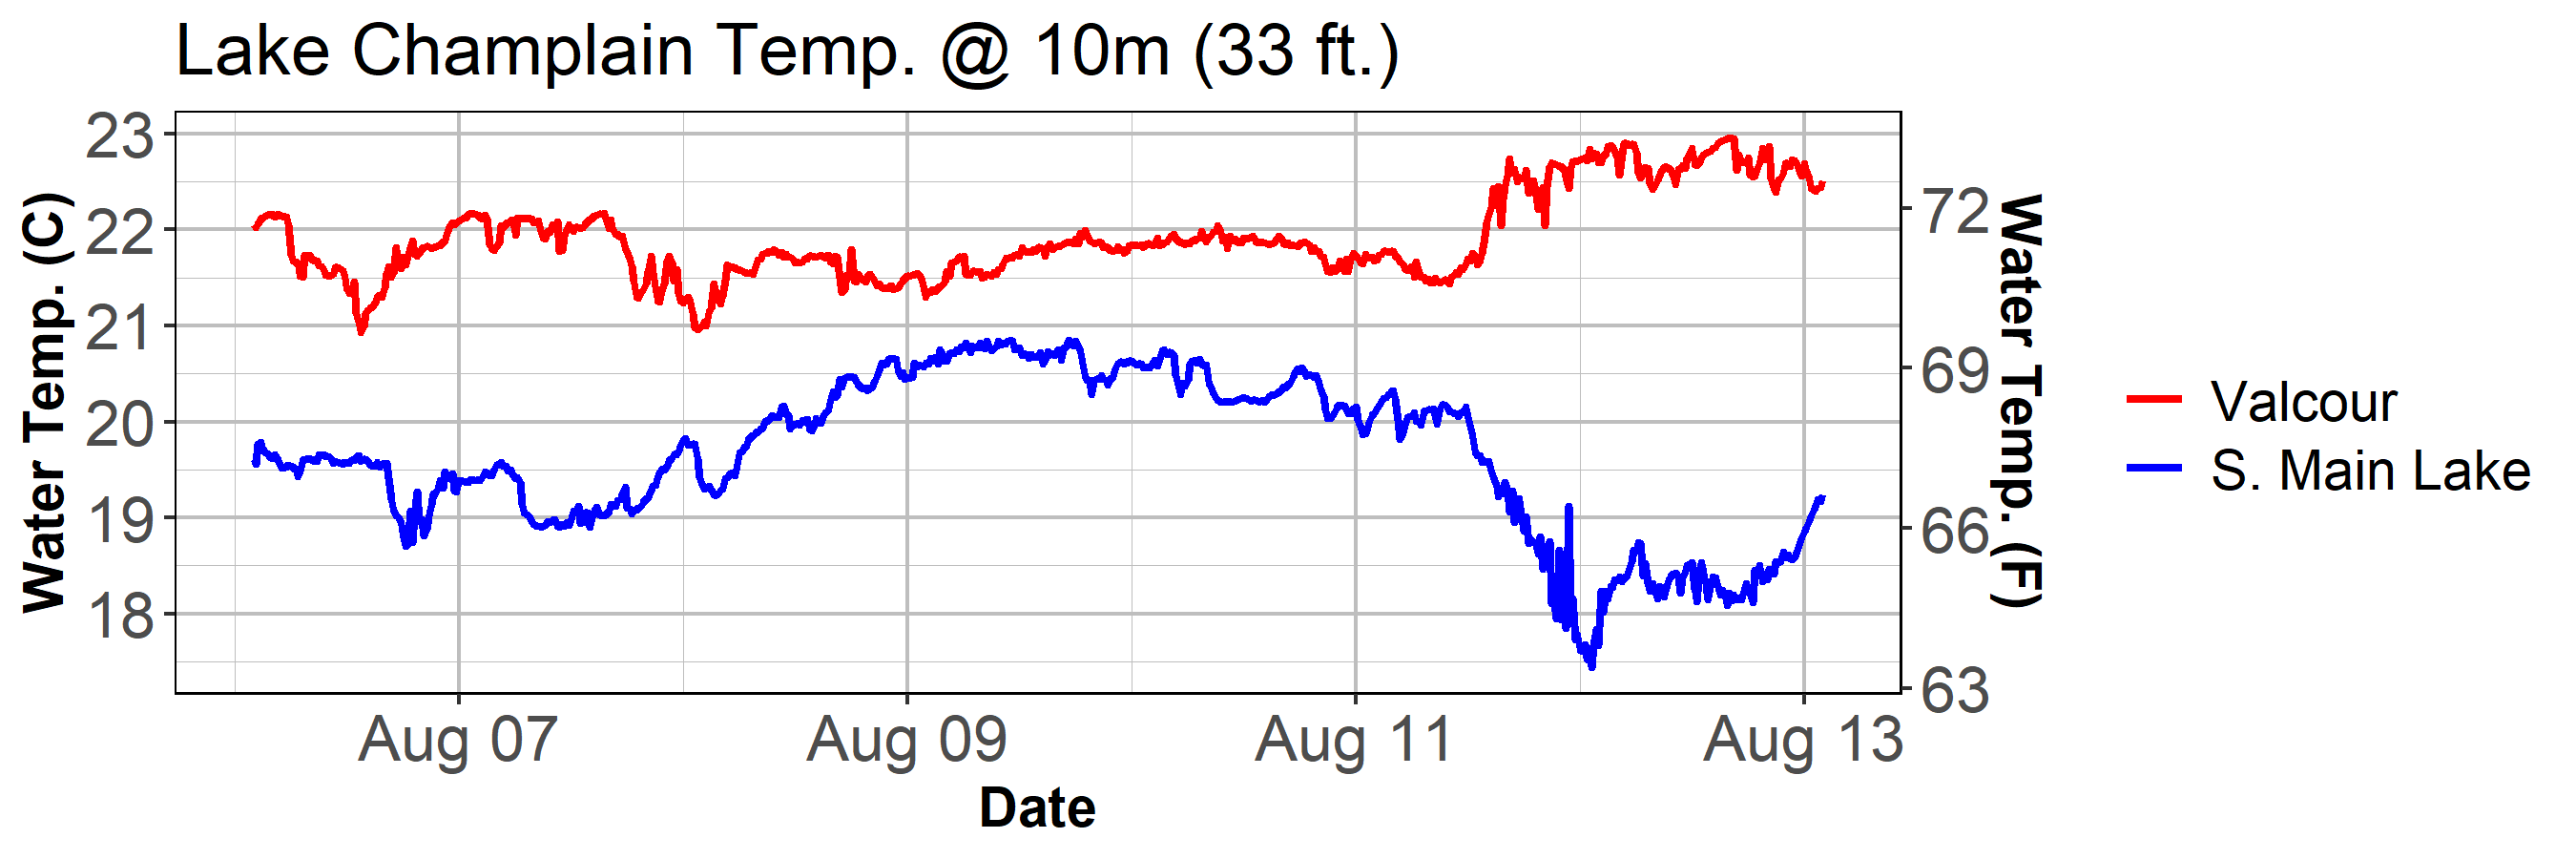 Lake Champlain Temp. @ 10m (33 ft.)
Water Temp. (C)
23
22
21
20
19
18
72
69
66
63
Water Temp. (F)
Valcour
S. Main Lake
Aug 07 Aug 09 Aug 11 Aug 13
Date